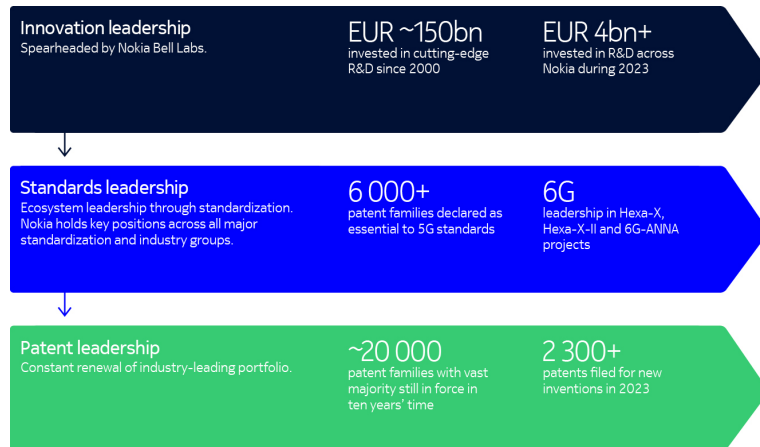 Innovation leadership
Spearheaded by Nokia Bell Labs.
EUR ~150bn
invested in cutting-edge
R&D since 2000
EUR 4bn+
invested in R&D across
Nokia during 2023
Standards leadership
Ecosystem leadership through standardization.
Nokia holds key positions across all major
standardization and industry groups.
6 000+
patent families declared as
essential to 5G standards
6G
leadership in Hexa-X,
Hexa-X-II and 6G-ANNA
projects
Patent leadership
Constant renewal of industry-leading portfolio.
~20 000
patent families with vast
majority still in force in
ten years’ time
2 300+
patents filed for new
inventions in 2023